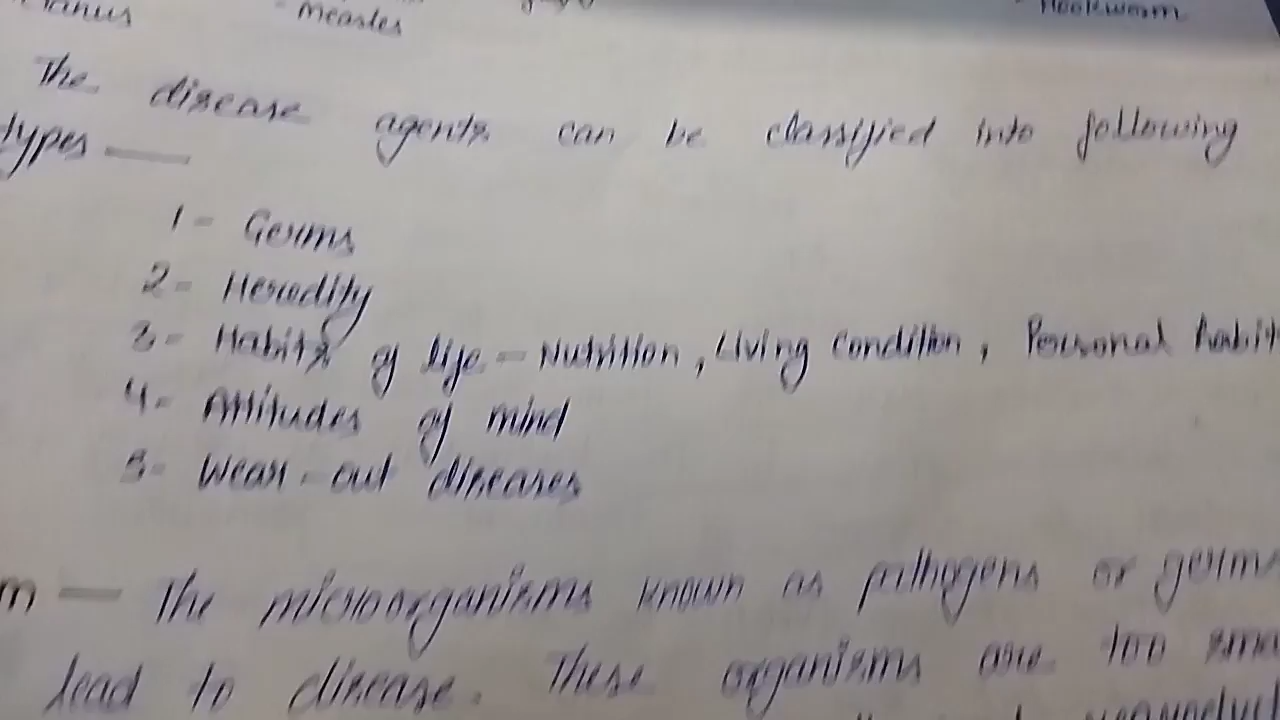 - Measles Hookworm
The disease agents can be classified into following
types —
1- Germs
2- Heredity
3- Habits of life - Nutrition, Living Condition, Personal habit
4- Attitudes of mind
5- Wear-out diseases
— The microorganisms known as pathogens or germs
lead to disease. These organisms are too